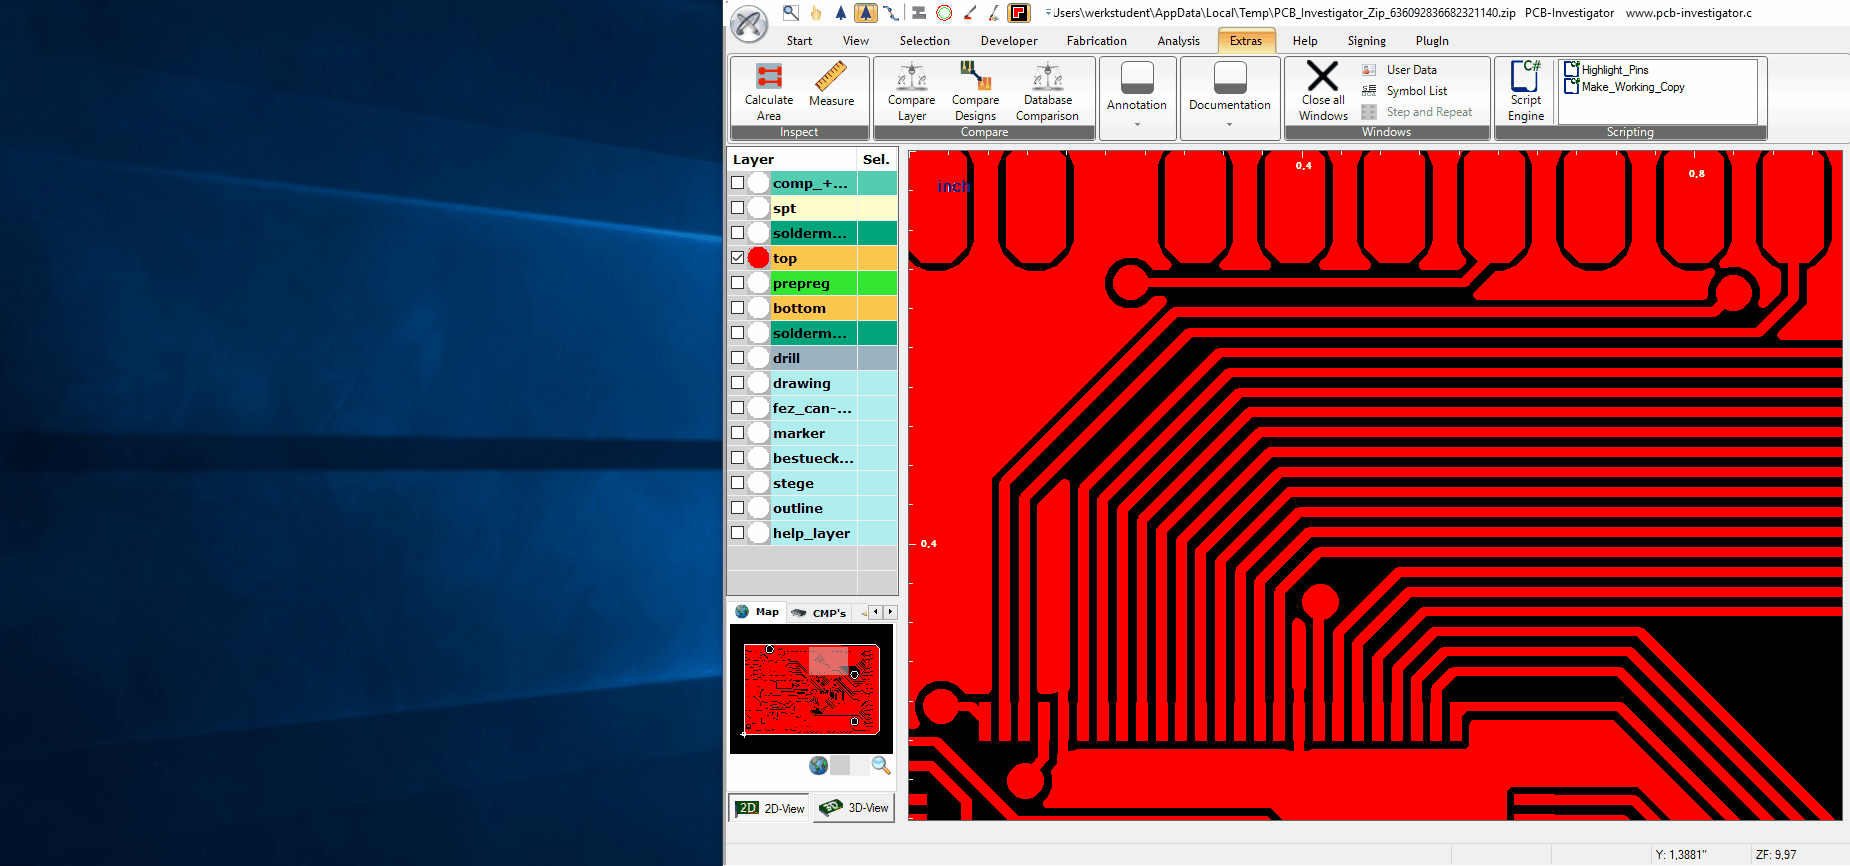 \Users\werkstudent\AppData\Local\Temp\PCB_Investigator_Zip_636092836682321140.zip PCB-Investigator www.pcb-investigator.c
Start View Selection Developer Fabrication Analysis Extras Help Signing PlugIn
Calculate Area
Measure
Inspect
Compare Layer
Compare Designs
Database Comparison
Compare
Annotation
Documentation
Close all Windows
User Data
Symbol List
Step and Repeat
Windows
C#
Script Engine
Highlight_Pins
Make_Working_Copy
Scripting
Layer Sel.
comp_+...
spt
solderm...
top
prepreg
bottom
solderm...
drill
drawing
fez_can-...
marker
bestueck...
stege
outline
help_layer
Map CMP's
2D 2D-View 3D-View
inch
0.4
0.8
0.4
Y: 1,3881" ZF: 9,97